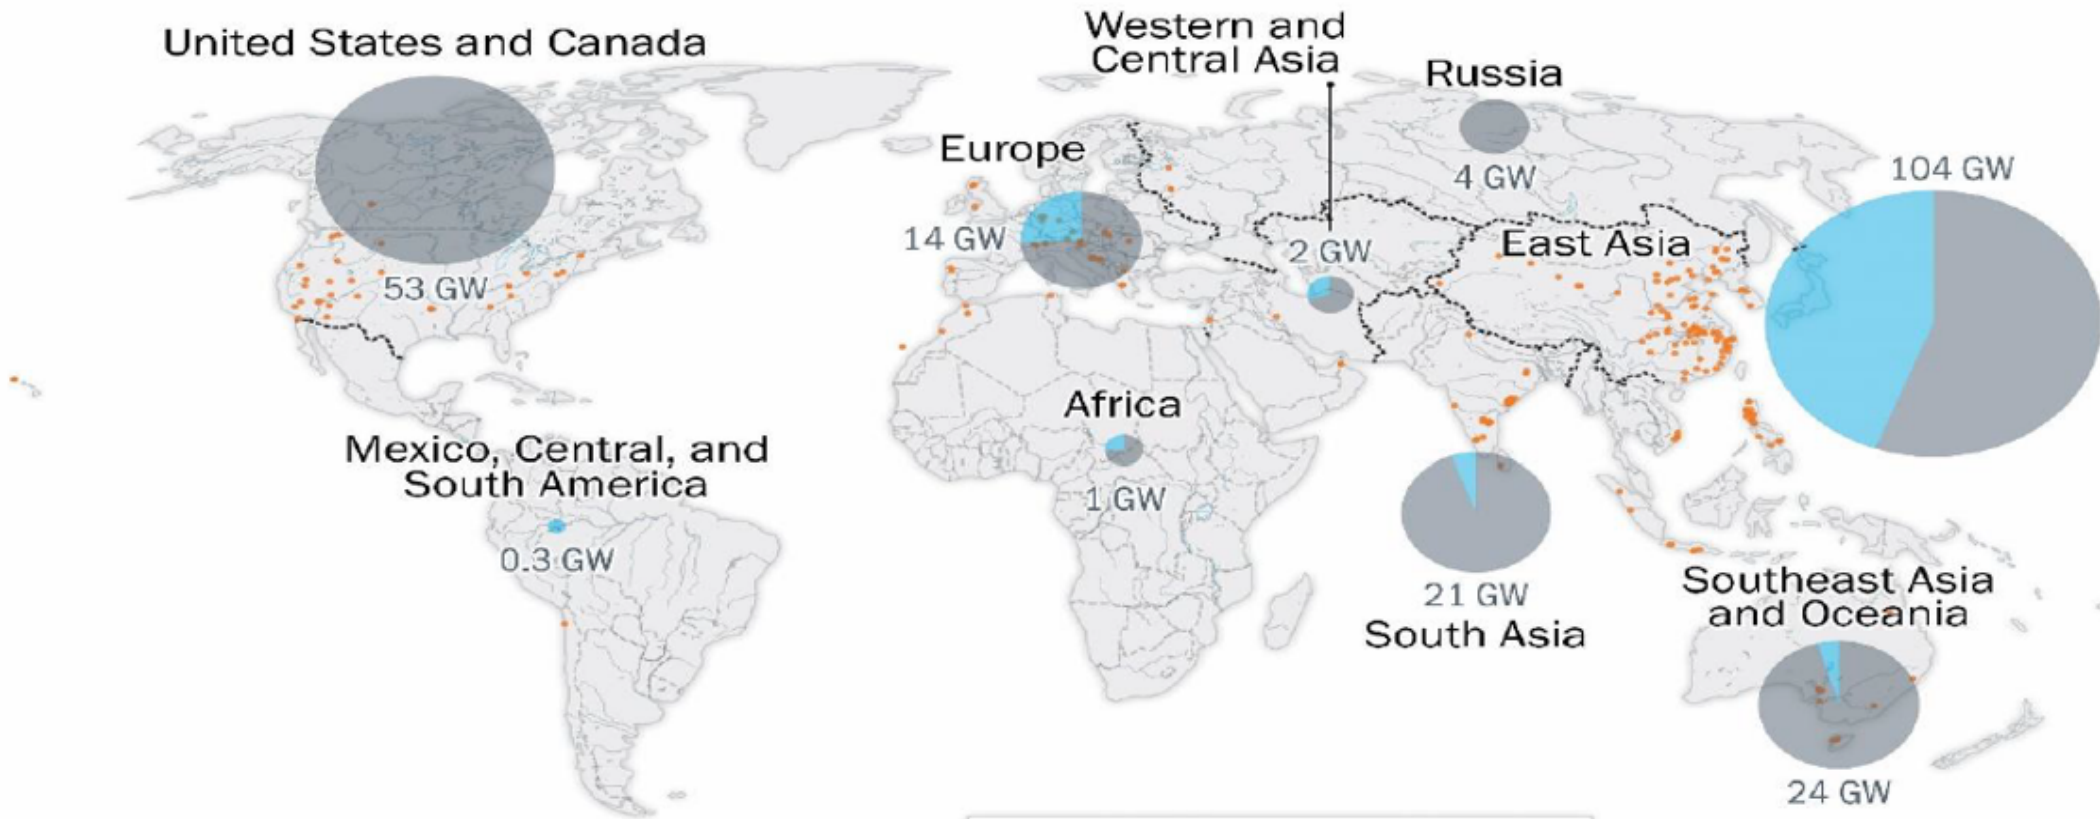 United States and Canada
53 GW
Mexico, Central, and
South America
0.3 GW
Europe
14 GW
Western and
Central Asia
2 GW
Russia
4 GW
East Asia
104 GW
Africa
1 GW
21 GW
South Asia
Southeast Asia
and Oceania
24 GW